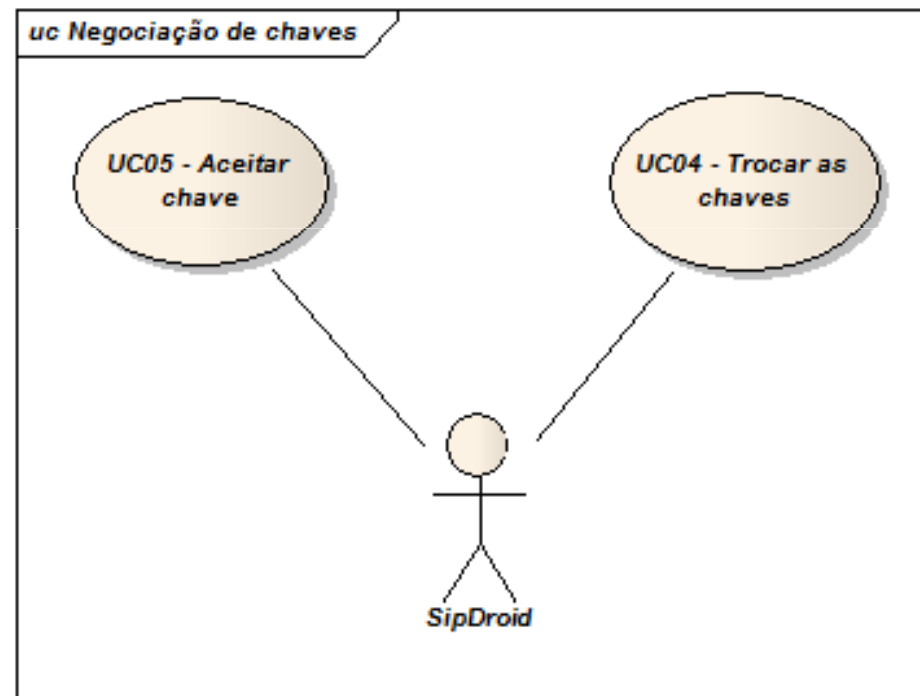 uc Negociação de chaves
UC05 - Aceitar
chave
UC04 - Trocar as
chaves
SipDroid